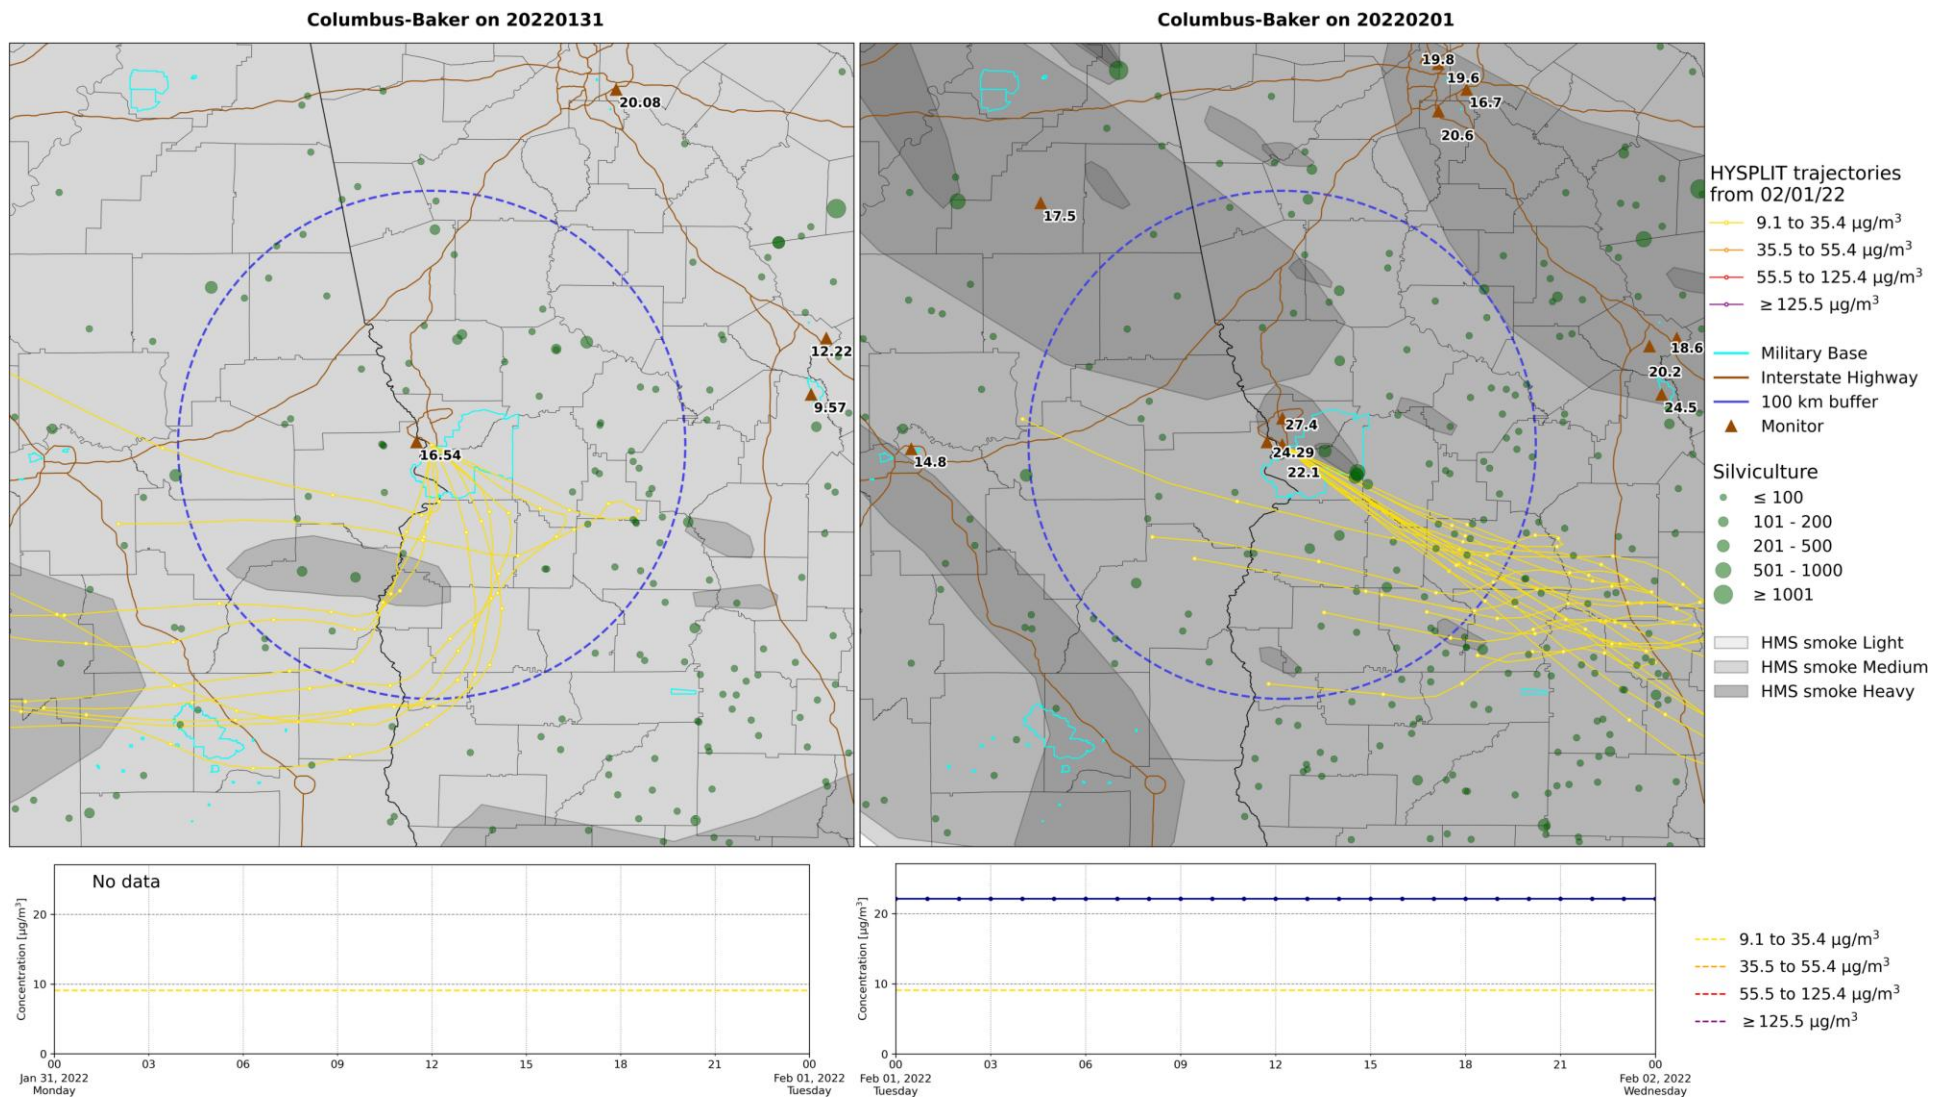 Columbus-Baker on 20220131
20.08
12.22
9.57
16.54
Columbus-Baker on 20220201
19.8
19.6
16.7
20.6
17.5
18.6
20.2
24.5
27.4
24.29
22.1
14.8
HYSPLIT trajectories
from 02/01/22
9.1 to 35.4 μg/m³
35.5 to 55.4 μg/m³
55.5 to 125.4 μg/m³
≥ 125.5 μg/m³
Military Base
Interstate Highway
100 km buffer
Monitor
Silviculture
≤ 100
101 - 200
201 - 500
501 - 1000
≥ 1001
HMS smoke Light
HMS smoke Medium
HMS smoke Heavy
No data
Concentration [μg/m³]
20
10
0
00 03 06 09 12 15 18 21 00
Jan 31, 2022 Feb 01, 2022
Monday Tuesday
Concentration [μg/m³]
20
10
0
00 03 06 09 12 15 18 21 00
Feb 01, 2022 Feb 02, 2022
Tuesday Wednesday
9.1 to 35.4 μg/m³
35.5 to 55.4 μg/m³
55.5 to 125.4 μg/m³
≥ 125.5 μg/m³